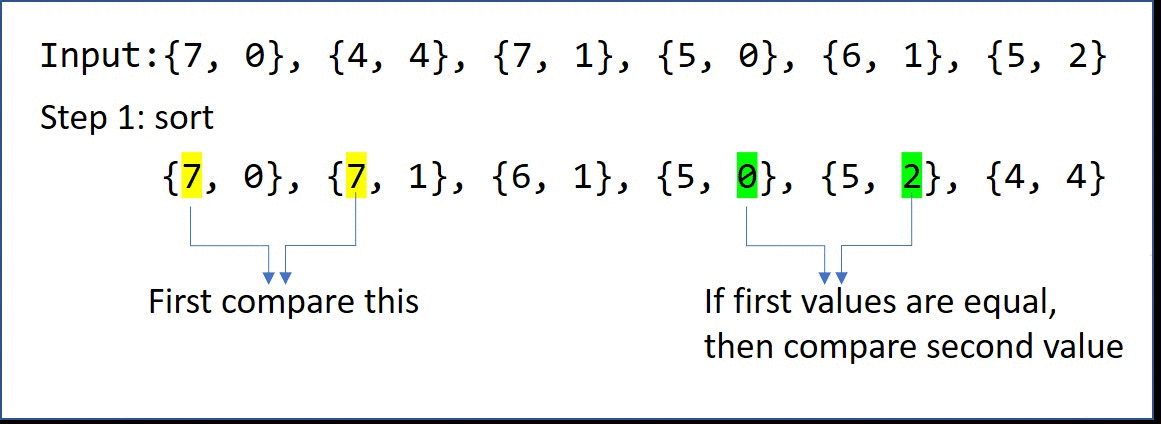 Input:{7, 0}, {4, 4}, {7, 1}, {5, 0}, {6, 1}, {5, 2}
Step 1: sort
{7, 0}, {7, 1}, {6, 1}, {5, 0}, {5, 2}, {4, 4}
First compare this
If first values are equal,
then compare second value